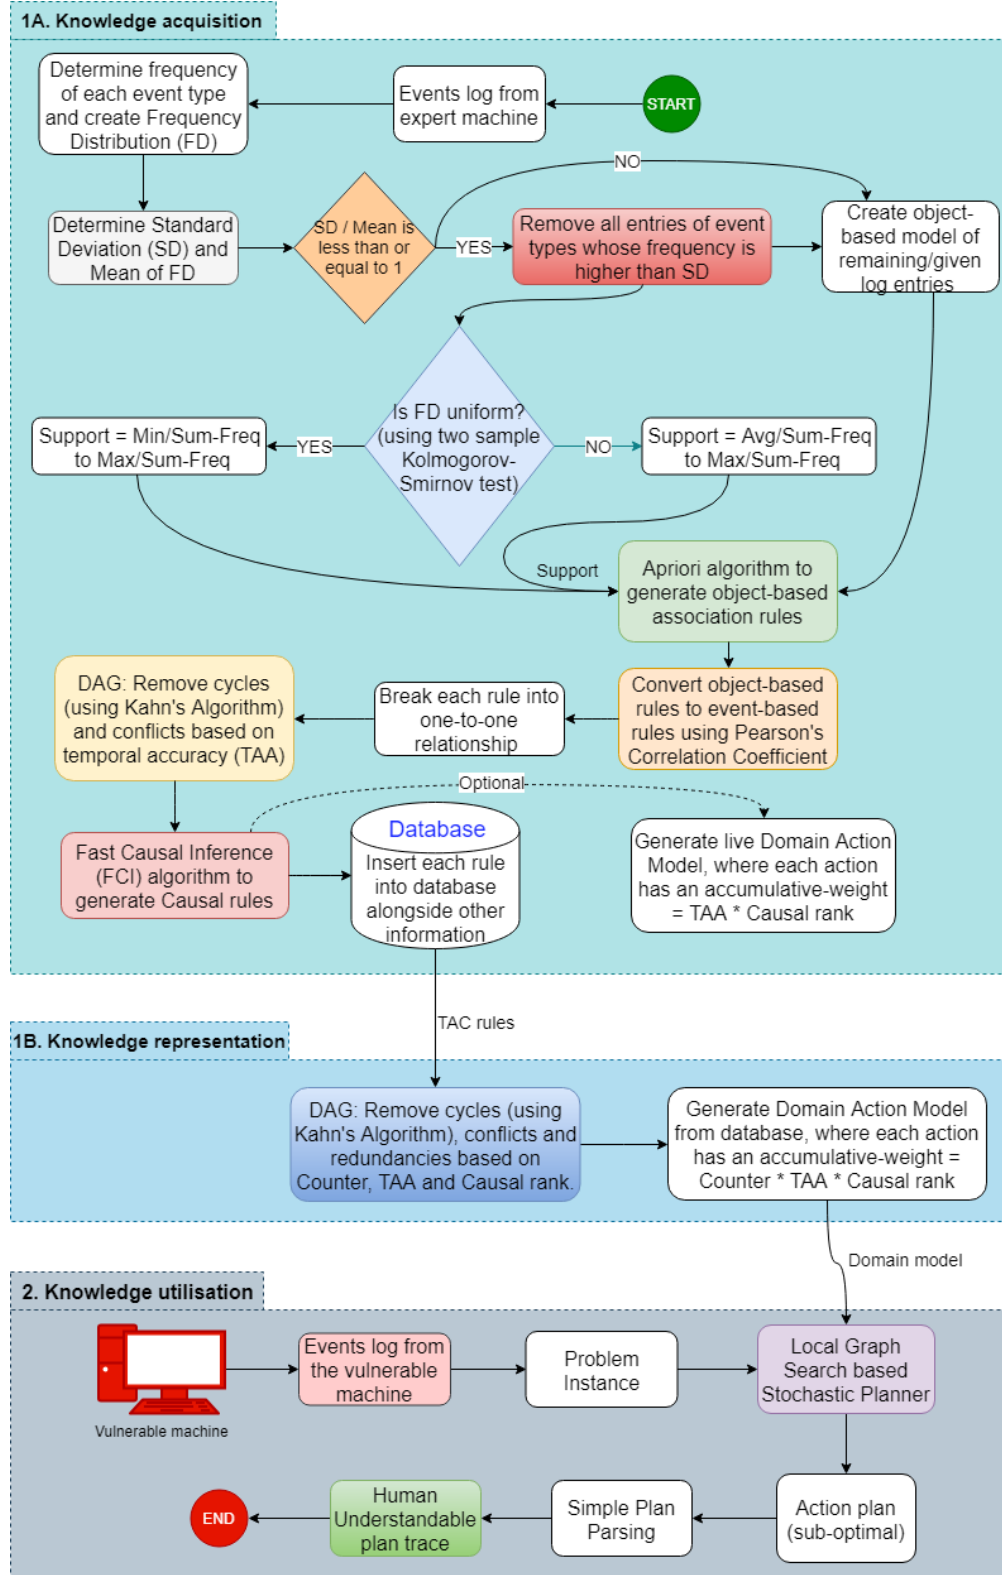 1A. Knowledge acquisition
Determine frequency
of each event type
and create Frequency
Distribution (FD)
Events log from
expert machine
START
NO
Determine Standard
Deviation (SD) and
Mean of FD
SD / Mean is
less than or
equal to 1
YES
Remove all entries of event
types whose frequency is
higher than SD
Create object-
based model of
remaining/given
log entries
Is FD uniform?
(using two sample
Kolmogorov-
Smirnov test)
Support = Min/Sum-Freq
to Max/Sum-Freq
YES
NO
Support = Avg/Sum-Freq
to Max/Sum-Freq
Support
Apriori algorithm to
generate object-based
association rules
DAG: Remove cycles
(using Kahn's Algorithm)
and conflicts based on
temporal accuracy (TAA)
Break each rule into
one-to-one
relationship
Convert object-based
rules to event-based
rules using Pearson's
Correlation Coefficient
Optional
Fast Causal Inference
(FCI) algorithm to
generate Causal rules
Database
Insert each rule
into database
alongside other
information
Generate live Domain Action
Model, where each action
has an accumulative-weight
= TAA * Causal rank
TAC rules
1B. Knowledge representation
DAG: Remove cycles (using
Kahn's Algorithm), conflicts and
redundancies based on
Counter, TAA and Causal rank.
Generate Domain Action Model
from database, where each action
has an accumulative-weight =
Counter * TAA * Causal rank
Domain model
2. Knowledge utilisation
Vulnerable machine
Events log from
the vulnerable
machine
Problem
Instance
Local Graph
Search based
Stochastic Planner
END
Human
Understandable
plan trace
Simple Plan
Parsing
Action plan
(sub-optimal)